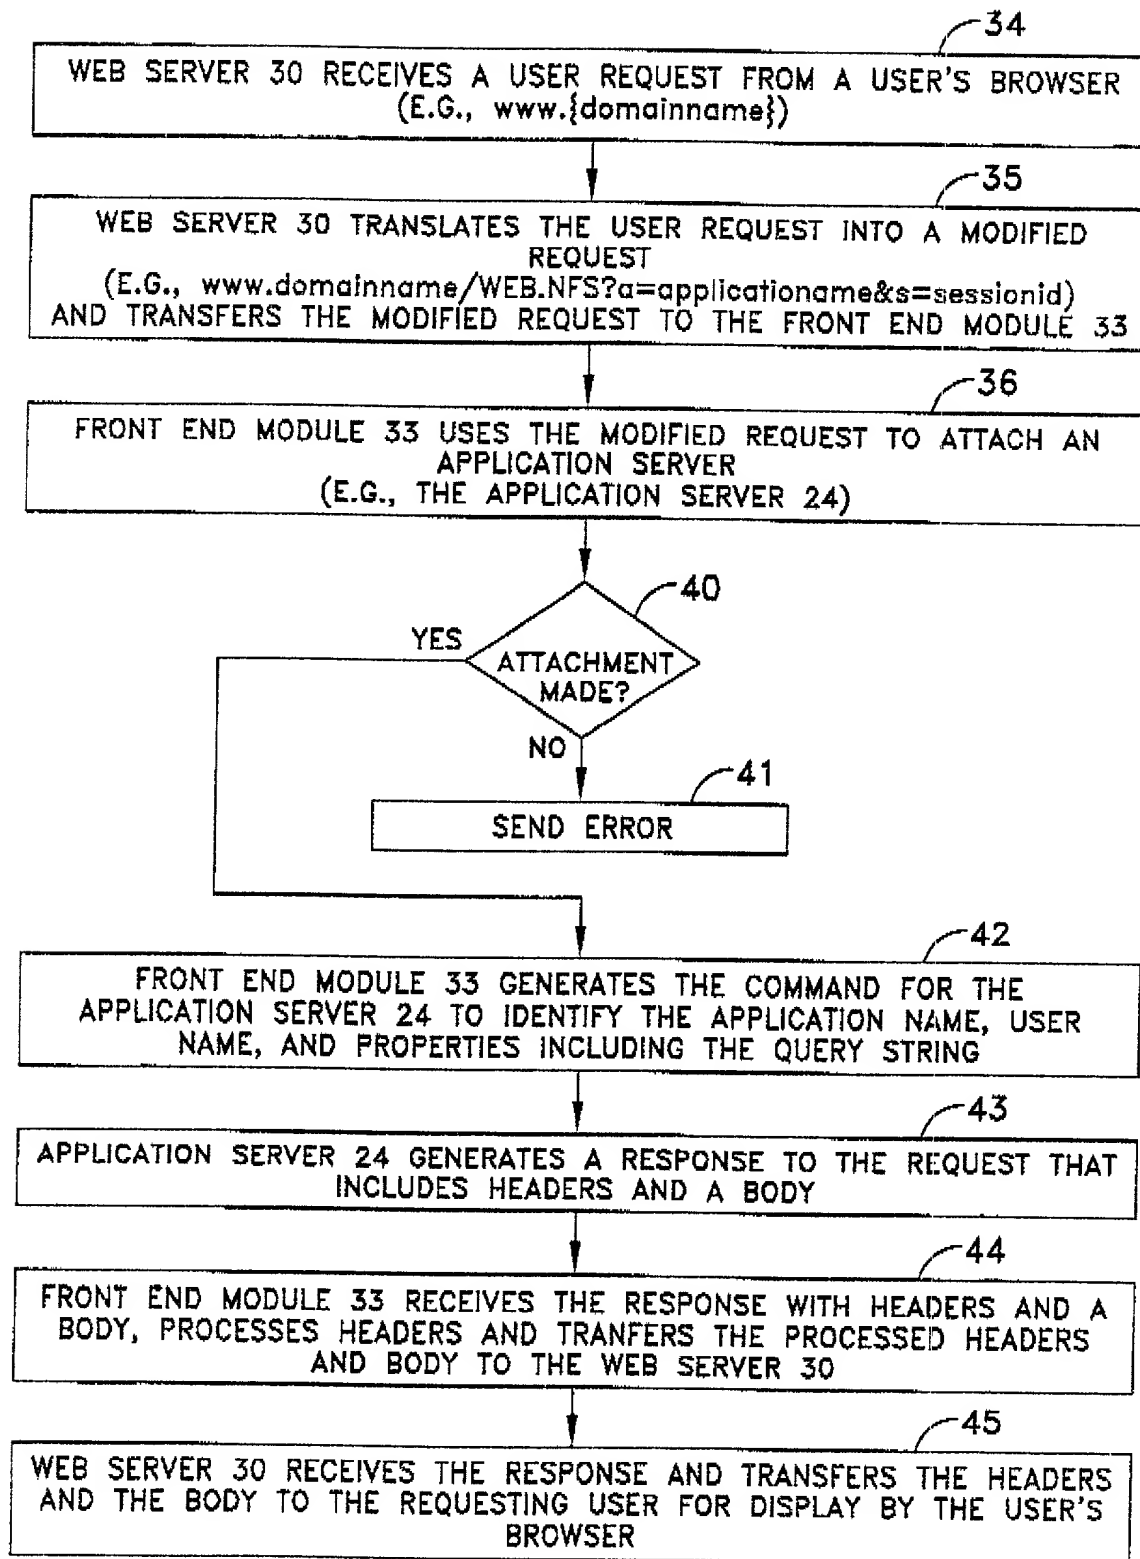 34
WEB SERVER 30 RECEIVES A USER REQUEST FROM A USER'S BROWSER
(E.G., www.{domainname})
35
WEB SERVER 30 TRANSLATES THE USER REQUEST INTO A MODIFIED
REQUEST
(E.G., www.domainname/WEB.NFS?a=applicationame&s=sessionid)
AND TRANSFERS THE MODIFIED REQUEST TO THE FRONT END MODULE 33
36
FRONT END MODULE 33 USES THE MODIFIED REQUEST TO ATTACH AN
APPLICATION SERVER
(E.G., THE APPLICATION SERVER 24)
40
YES
ATTACHMENT
MADE?
NO
41
SEND ERROR
42
FRONT END MODULE 33 GENERATES THE COMMAND FOR THE
APPLICATION SERVER 24 TO IDENTIFY THE APPLICATION NAME, USER
NAME, AND PROPERTIES INCLUDING THE QUERY STRING
43
APPLICATION SERVER 24 GENERATES A RESPONSE TO THE REQUEST THAT
INCLUDES HEADERS AND A BODY
44
FRONT END MODULE 33 RECEIVES THE RESPONSE WITH HEADERS AND A
BODY, PROCESSES HEADERS AND TRANFERS THE PROCESSED HEADERS
AND BODY TO THE WEB SERVER 30
45
WEB SERVER 30 RECEIVES THE RESPONSE AND TRANSFERS THE HEADERS
AND THE BODY TO THE REQUESTING USER FOR DISPLAY BY THE USER'S
BROWSER